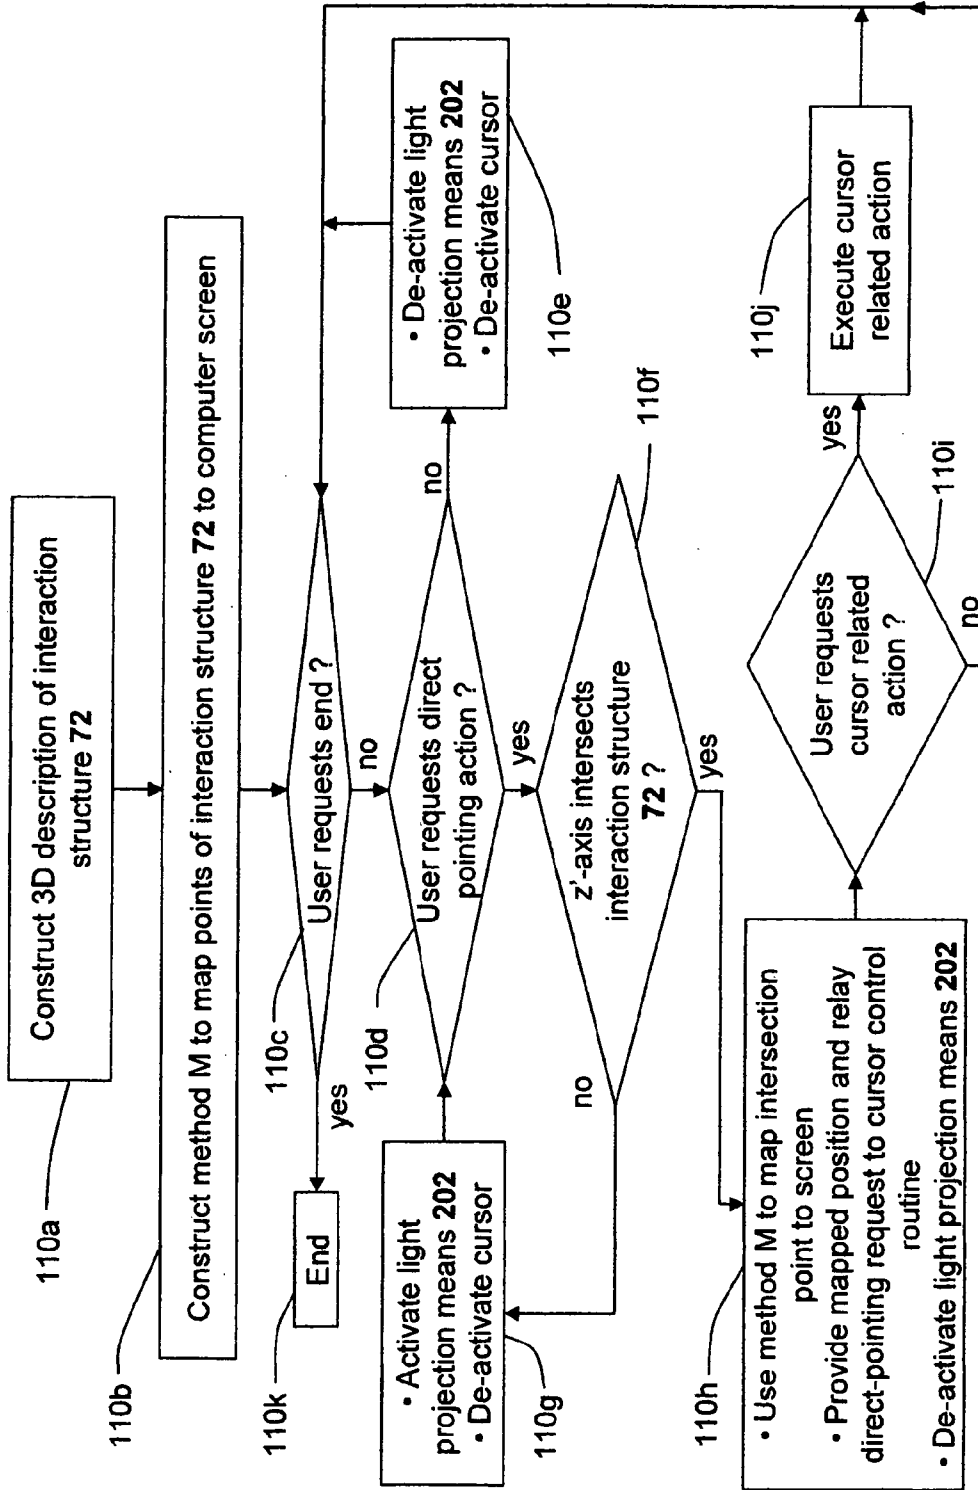 110a
Construct 3D description of interaction
structure 72
110b
Construct method M to map points of interaction structure 72 to computer screen
110c
User requests end ?
yes
no
110k
End
110d
User requests direct
pointing action ?
no
yes
• De-activate light
projection means 202
• De-activate cursor
110e
110f
z'-axis intersects
interaction structure
72 ?
no
yes
• Activate light
projection means 202
• De-activate cursor
110g
110h
• Use method M to map intersection
point to screen
• Provide mapped position and relay
direct-pointing request to cursor control
routine
• De-activate light projection means 202
User requests
cursor related
action ?
110i
yes
no
110j
Execute cursor
related action